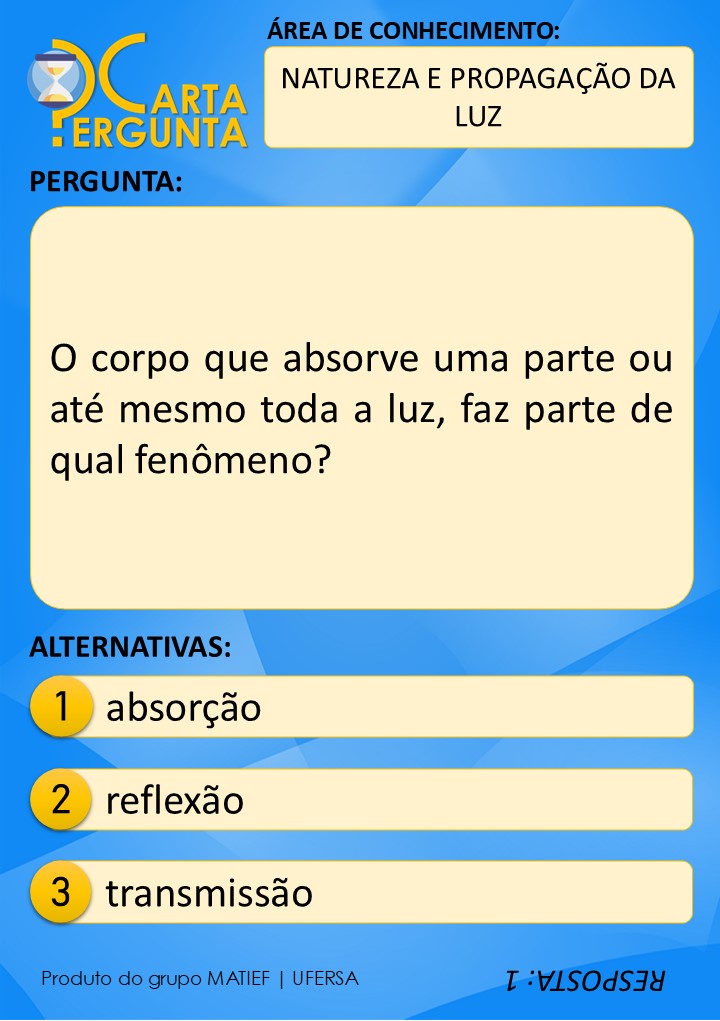 ÁREA DE CONHECIMENTO:
CARTA
PERGUNTA
NATUREZA E PROPAGAÇÃO DA
LUZ
PERGUNTA:
O corpo que absorve uma parte ou
até mesmo toda a luz, faz parte de
qual fenômeno?
ALTERNATIVAS:
1 absorção
2 reflexão
3 transmissão
Produto do grupo MATIEF | UFERSA
RESPOSTA: 1